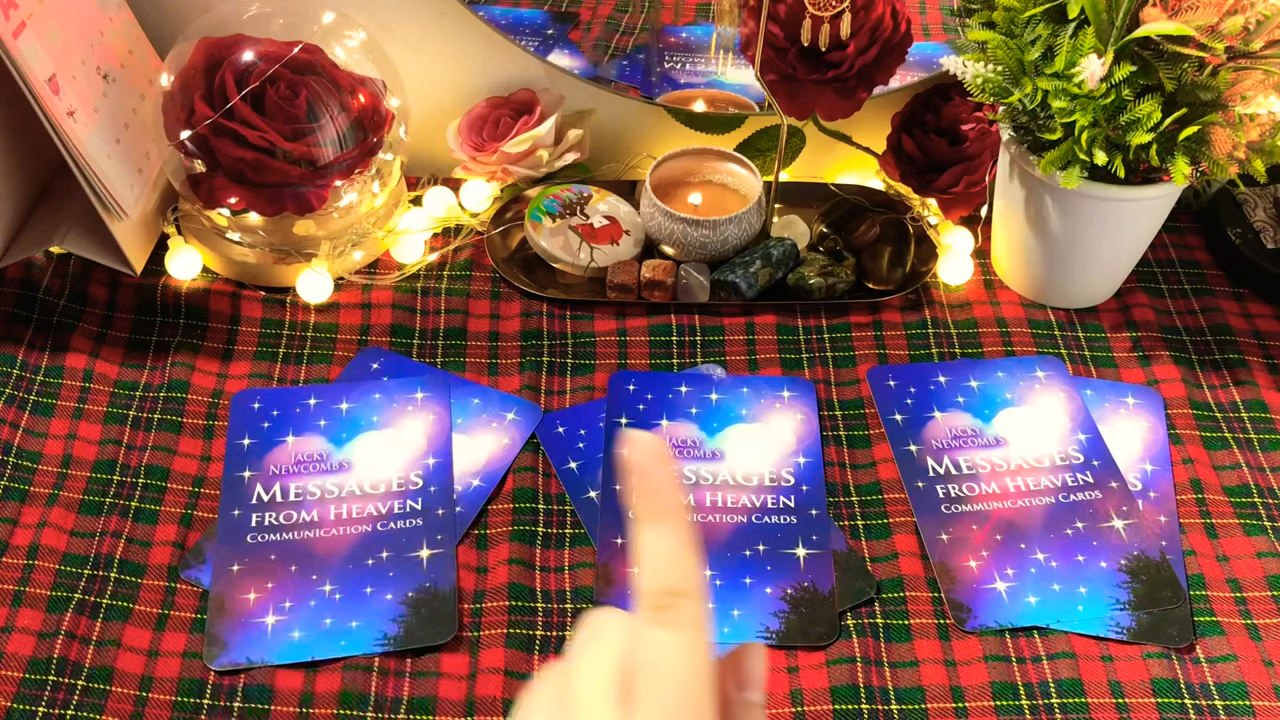 JACKY
NEWCOMB'S
MESSAGES
FROM HEAVEN
COMMUNICATION CARDS
JACKY
MESSAGES
FROM HEAVEN
COMMUNICATION CARDS
JACKY
NEWCOMB'S
MESSAGES
FROM HEAVEN
COMMUNICATION CARDS